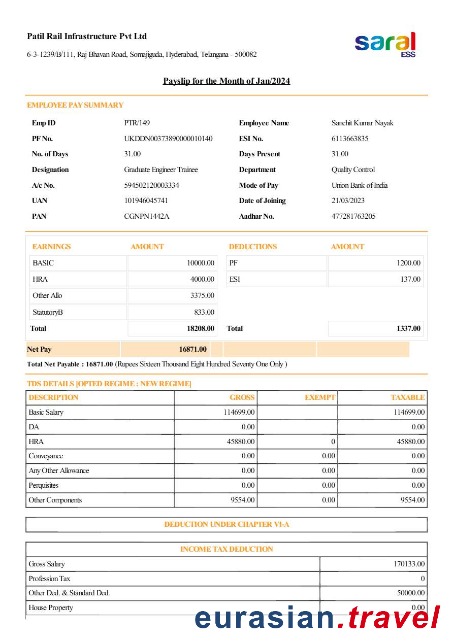 Patil Rail Infrastructure Pvt Ltd
saral
ESS
6-3-1239/B/111, Raj Bhavan Road, Somajiguda, Hyderabad, Telangana - 500082
Payslip for the Month of Jan/2024
EMPLOYEE PAY SUMMARY
Emp ID PTR/149 Employee Name Sanchit Kumar Nayak
PF No. UKDDN00373890000010140 ESI No. 6113663835
No. of Days 31.00 Days Present 31.00
Designation Graduate Engineer Trainee Department Quality Control
A/c No. 594502120003334 Mode of Pay Union Bank of India
UAN 101946045741 Date of Joining 21/03/2023
PAN CGNPN1442A Aadhar No. 477281763205
EARNINGS AMOUNT DEDUCTIONS AMOUNT
BASIC 10000.00 PF 1200.00
HRA 4000.00 ESI 137.00
Other Allo 3375.00
StatutoryB 833.00
Total 18208.00 Total 1337.00
Net Pay 16871.00
Total Net Payable : 16871.00 (Rupees Sixteen Thousand Eight Hundred Seventy One Only )
TDS DETAILS [OPTED REGIME : NEW REGIME]
DESCRIPTION GROSS EXEMPT TAXABLE
Basic Salary 114699.00 114699.00
DA 0.00 0.00
HRA 45880.00 0 45880.00
Conveyance 0.00 0.00 0.00
Any Other Allowance 0.00 0.00 0.00
Perquisites 0.00 0.00 0.00
Other Components 9554.00 0.00 9554.00
DEDUCTION UNDER CHAPTER VI-A
INCOME TAX DEDUCTION
Gross Salary 170133.00
Profession Tax 0
Other Ded. & Standard Ded. 50000.00
House Property 0.00
eurasian.travel